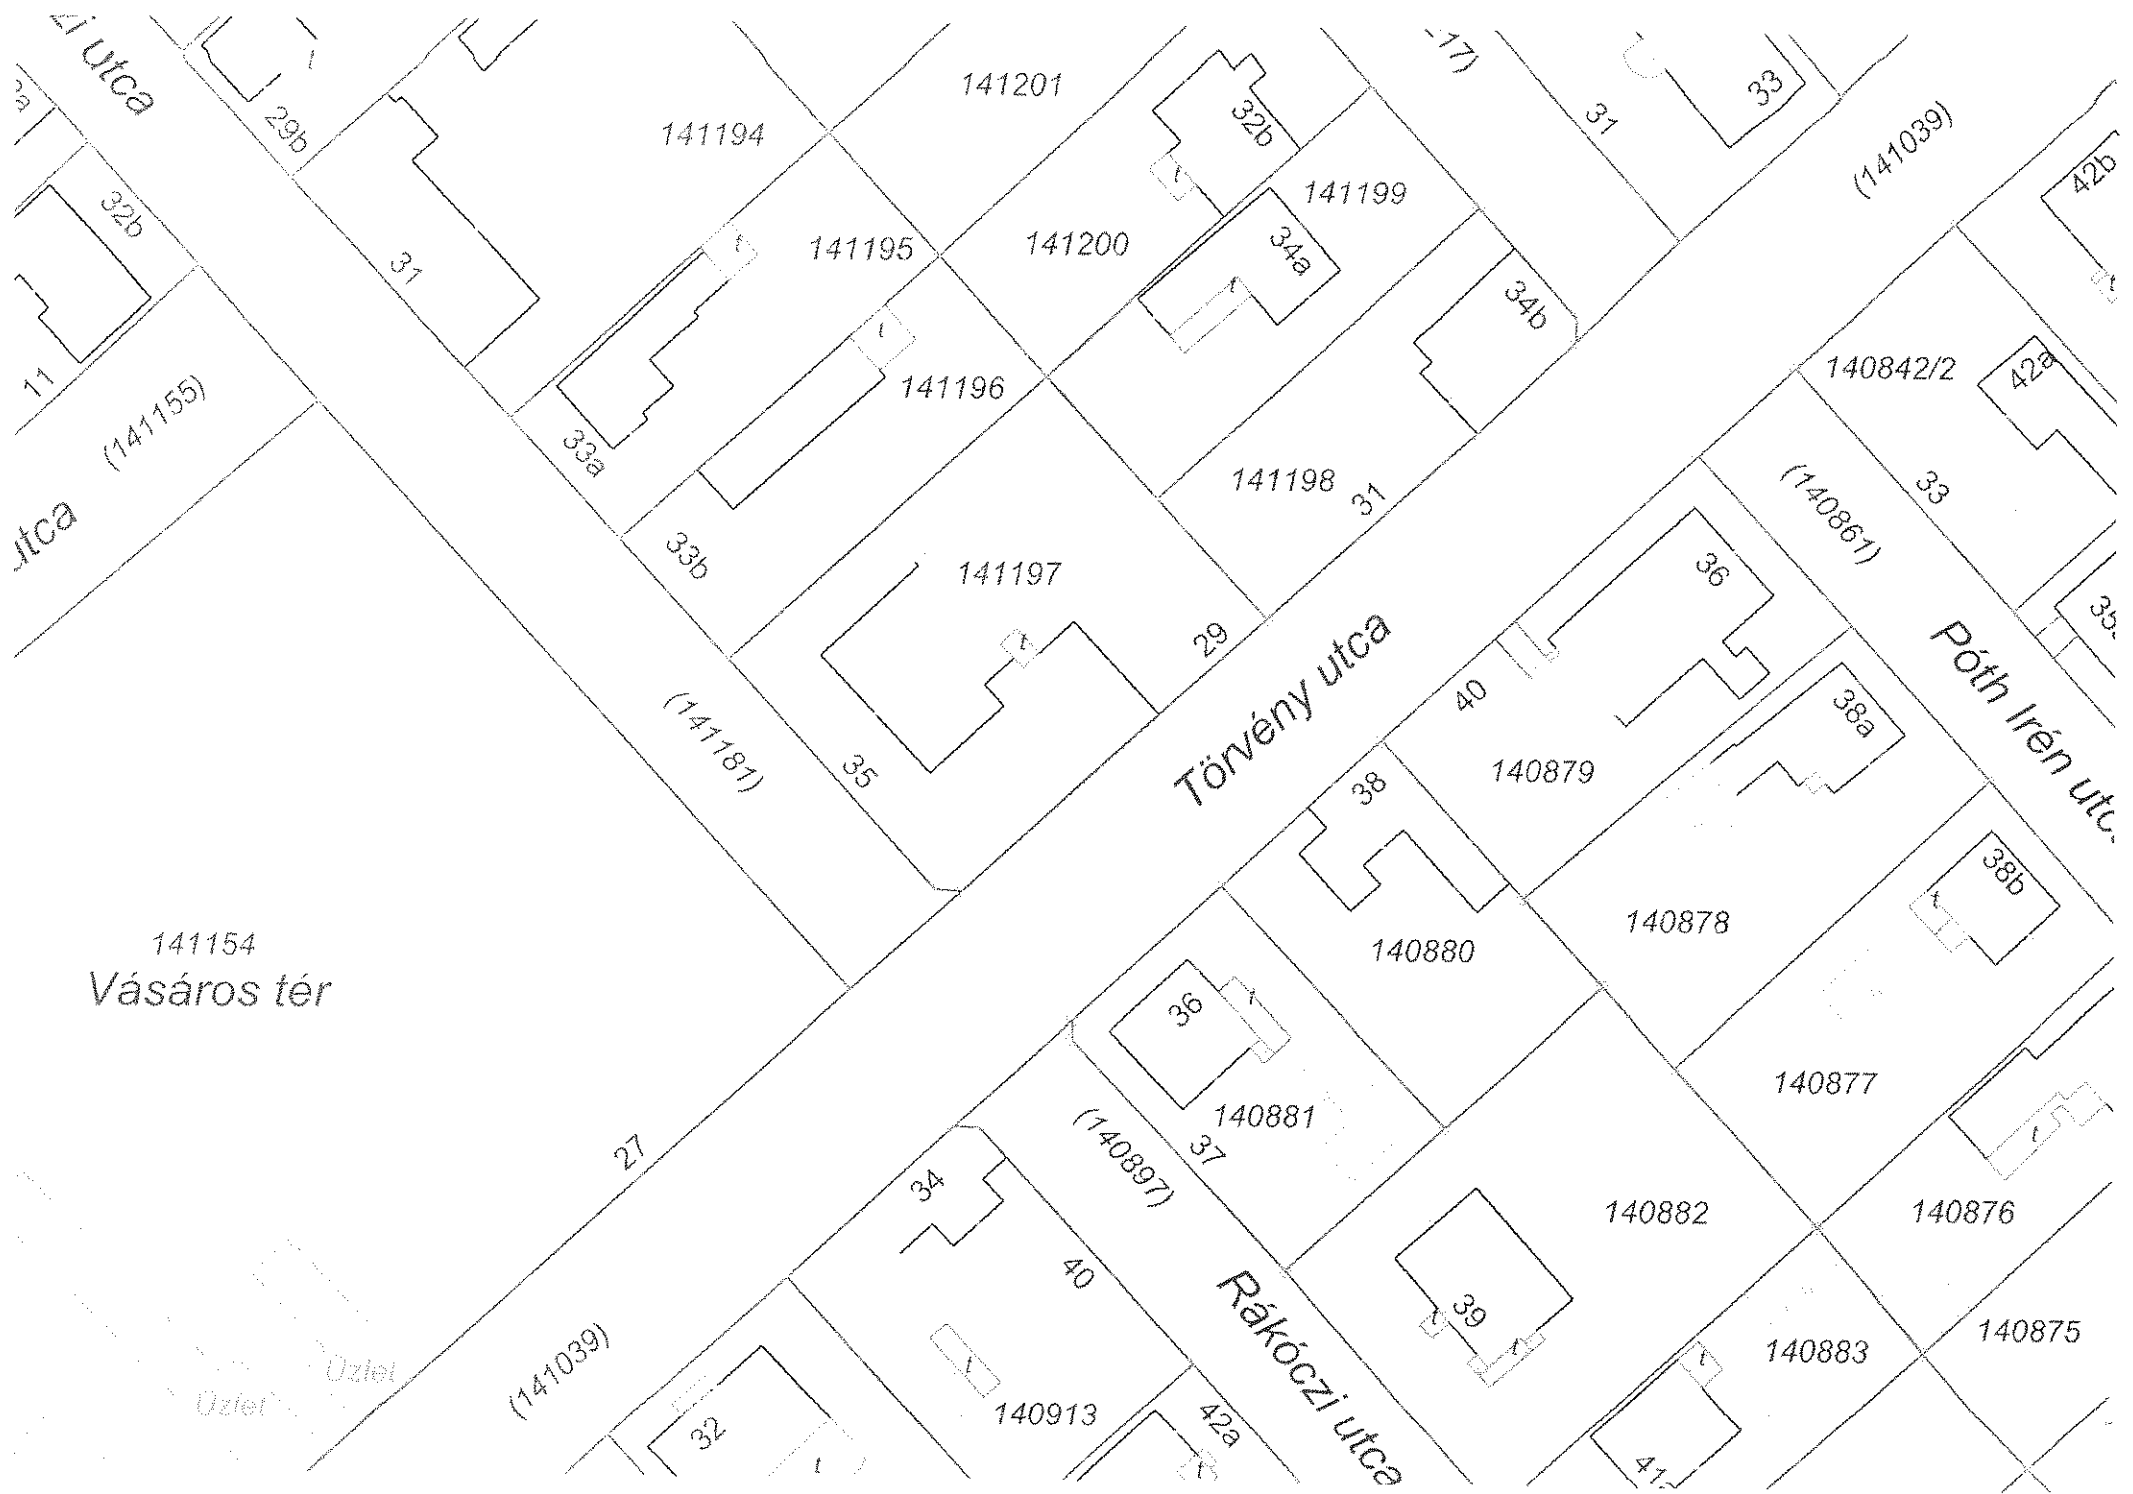 zi utca
29b
141194
141201
32b
31
33
(141039)
42b
32b
31
t
141195
141200
t
141199
34a
t
34b
11
(141155)
33a
t
141196
141198
31
140842/2
42a
t
33
(140861)
utca
33b
141197
t
29
Törvény utca
36
40
Póth Irén
38a
(141181)
35
38
140879
38b
t
141154
Vásáros tér
140880
140878
36
t
140881
37
(140897)
140877
t
27
34
40
140882
140876
39
t
t
Rákóczi utca
140883
t
140875
Üzlet
Üzlet
(141039)
32
t
t
140913
42a
t